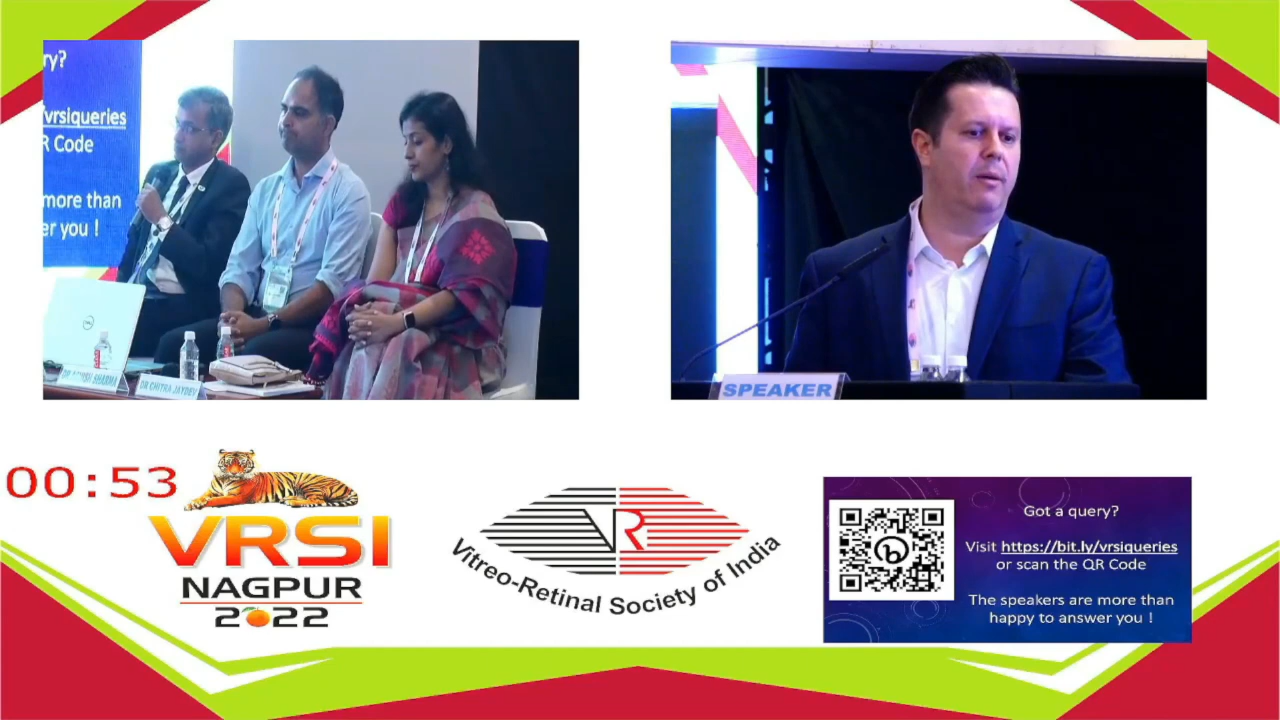 ry?
vrsiqueries
R Code
more than
er you !
DR CHITRA JAYDEV
SPEAKER
00:53
VRSI
NAGPUR
2022
VR
Vitreo-Retinal Society of India
Got a query?
Visit https://bit.ly/vrsiqueries
or scan the QR Code
The speakers are more than
happy to answer you !